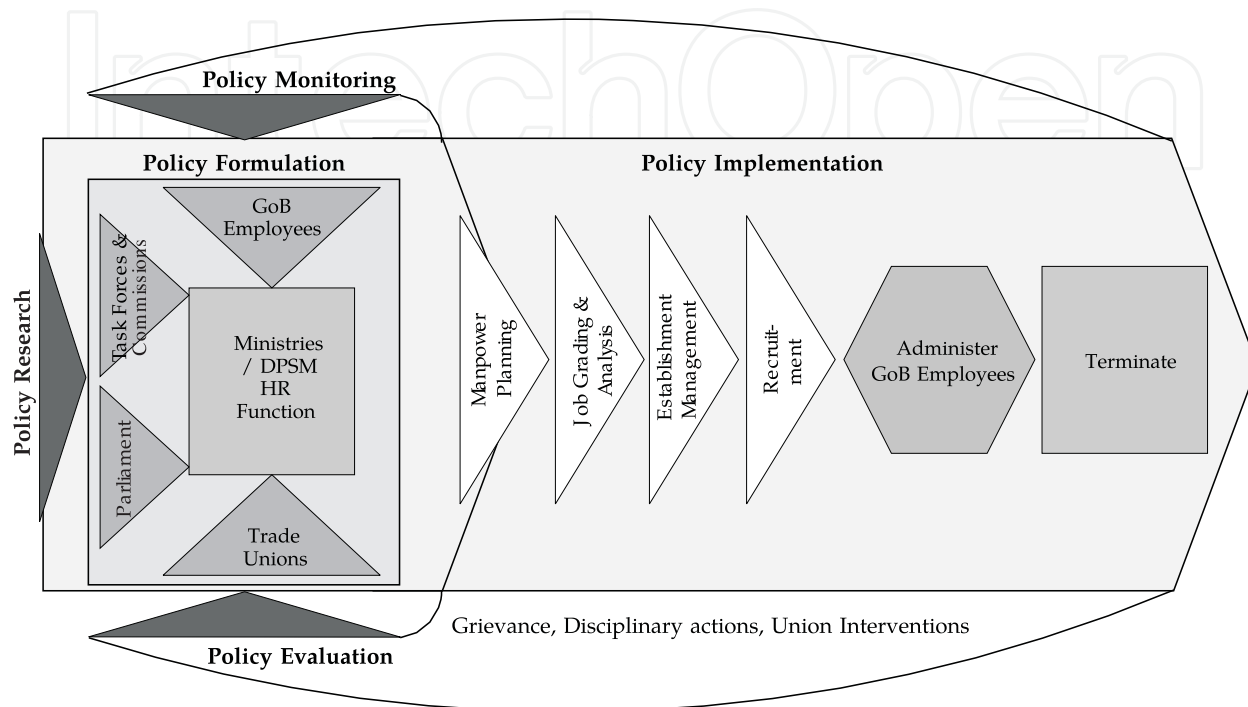 IntechOpen
Policy Monitoring
Policy Formulation
Policy Implementation
Policy Research
Task Forces &
Commissions
GoB
Employees
Ministries
/ DPSM
HR
Function
Parliament
Trade
Unions
Manpower
Planning
Job Grading &
Analysis
Establishment
Management
Recruit-
ment
Administer
GoB Employees
Terminate
Grievance, Disciplinary actions, Union Interventions
Policy Evaluation